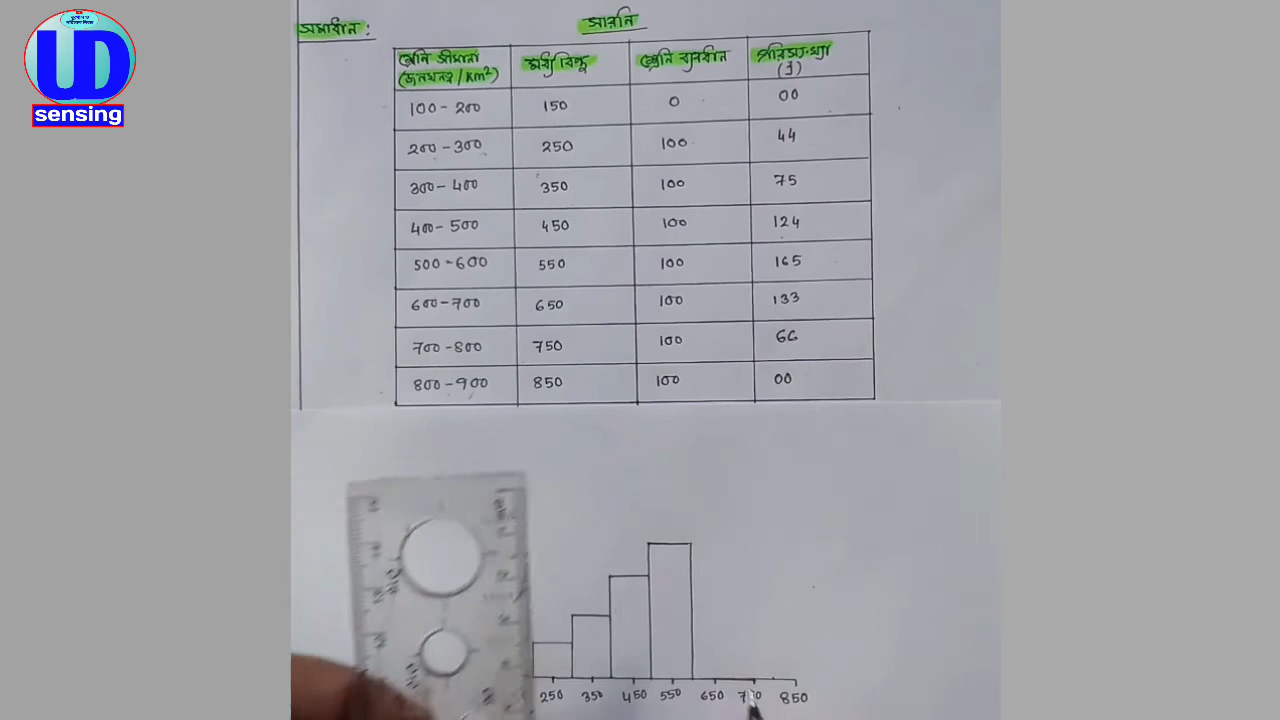 UD
sensing
সমাধান :
সারনি
শ্রেনি সীমানা (জনঘনত্ব/km²) মধ্য বিন্দু শ্রেনি ব্যবধান পরিসংখ্যা (f)
100 - 200 150 0 00
200 - 300 250 100 44
300 - 400 350 100 75
400 - 500 450 100 124
500 - 600 550 100 165
600 - 700 650 100 133
700 - 800 750 100 66
800 - 900 850 100 00
250 350 450 550 650 850